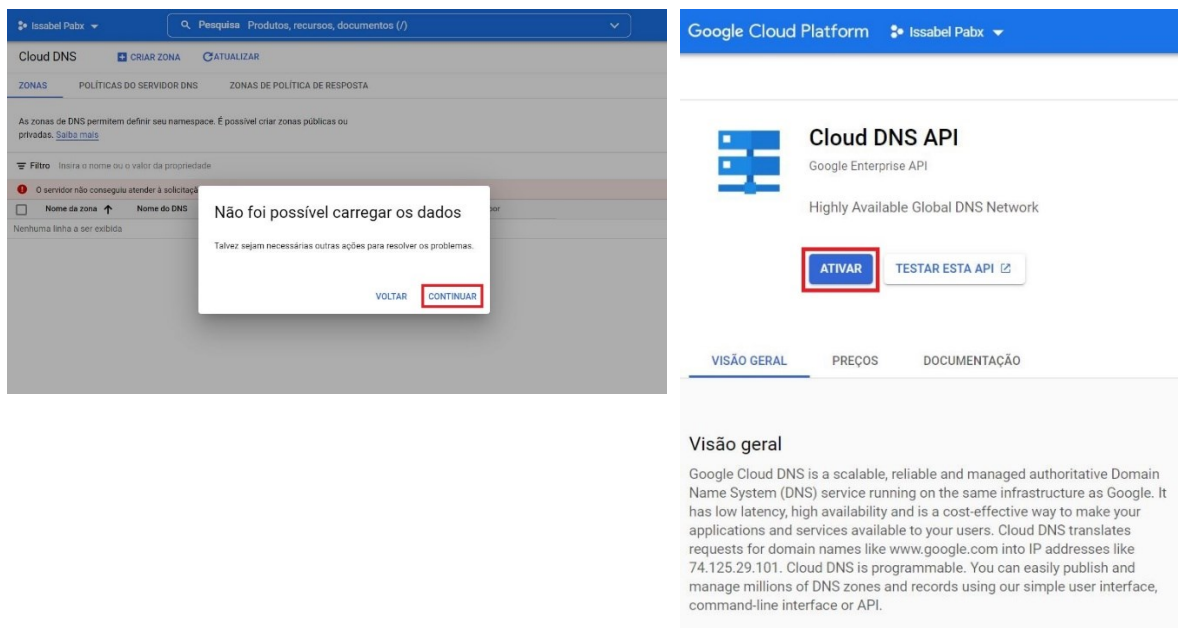 Issabel Pabx
Pesquisa Produtos, recursos, documentos (/)
Cloud DNS CRIAR ZONA ATUALIZAR
ZONAS POLÍTICAS DO SERVIDOR DNS ZONAS DE POLÍTICA DE RESPOSTA
As zonas de DNS permitem definir seu namespace. É possível criar zonas públicas ou
privadas. Saiba mais
Filtro Insira o nome ou o valor da propriedade
O servidor não conseguiu atender à solicitaçã
Nome da zona Nome do DNS por
Nenhuma linha a ser exibida
Não foi possível carregar os dados
Talvez sejam necessárias outras ações para resolver os problemas.
VOLTAR CONTINUAR
Google Cloud Platform Issabel Pabx
Cloud DNS API
Google Enterprise API
Highly Available Global DNS Network
ATIVAR TESTAR ESTA API
VISÃO GERAL PREÇOS DOCUMENTAÇÃO
Visão geral
Google Cloud DNS is a scalable, reliable and managed authoritative Domain
Name System (DNS) service running on the same infrastructure as Google. It
has low latency, high availability and is a cost-effective way to make your
applications and services available to your users. Cloud DNS translates
requests for domain names like www.google.com into IP addresses like
74.125.29.101. Cloud DNS is programmable. You can easily publish and
manage millions of DNS zones and records using our simple user interface,
command-line interface or API.